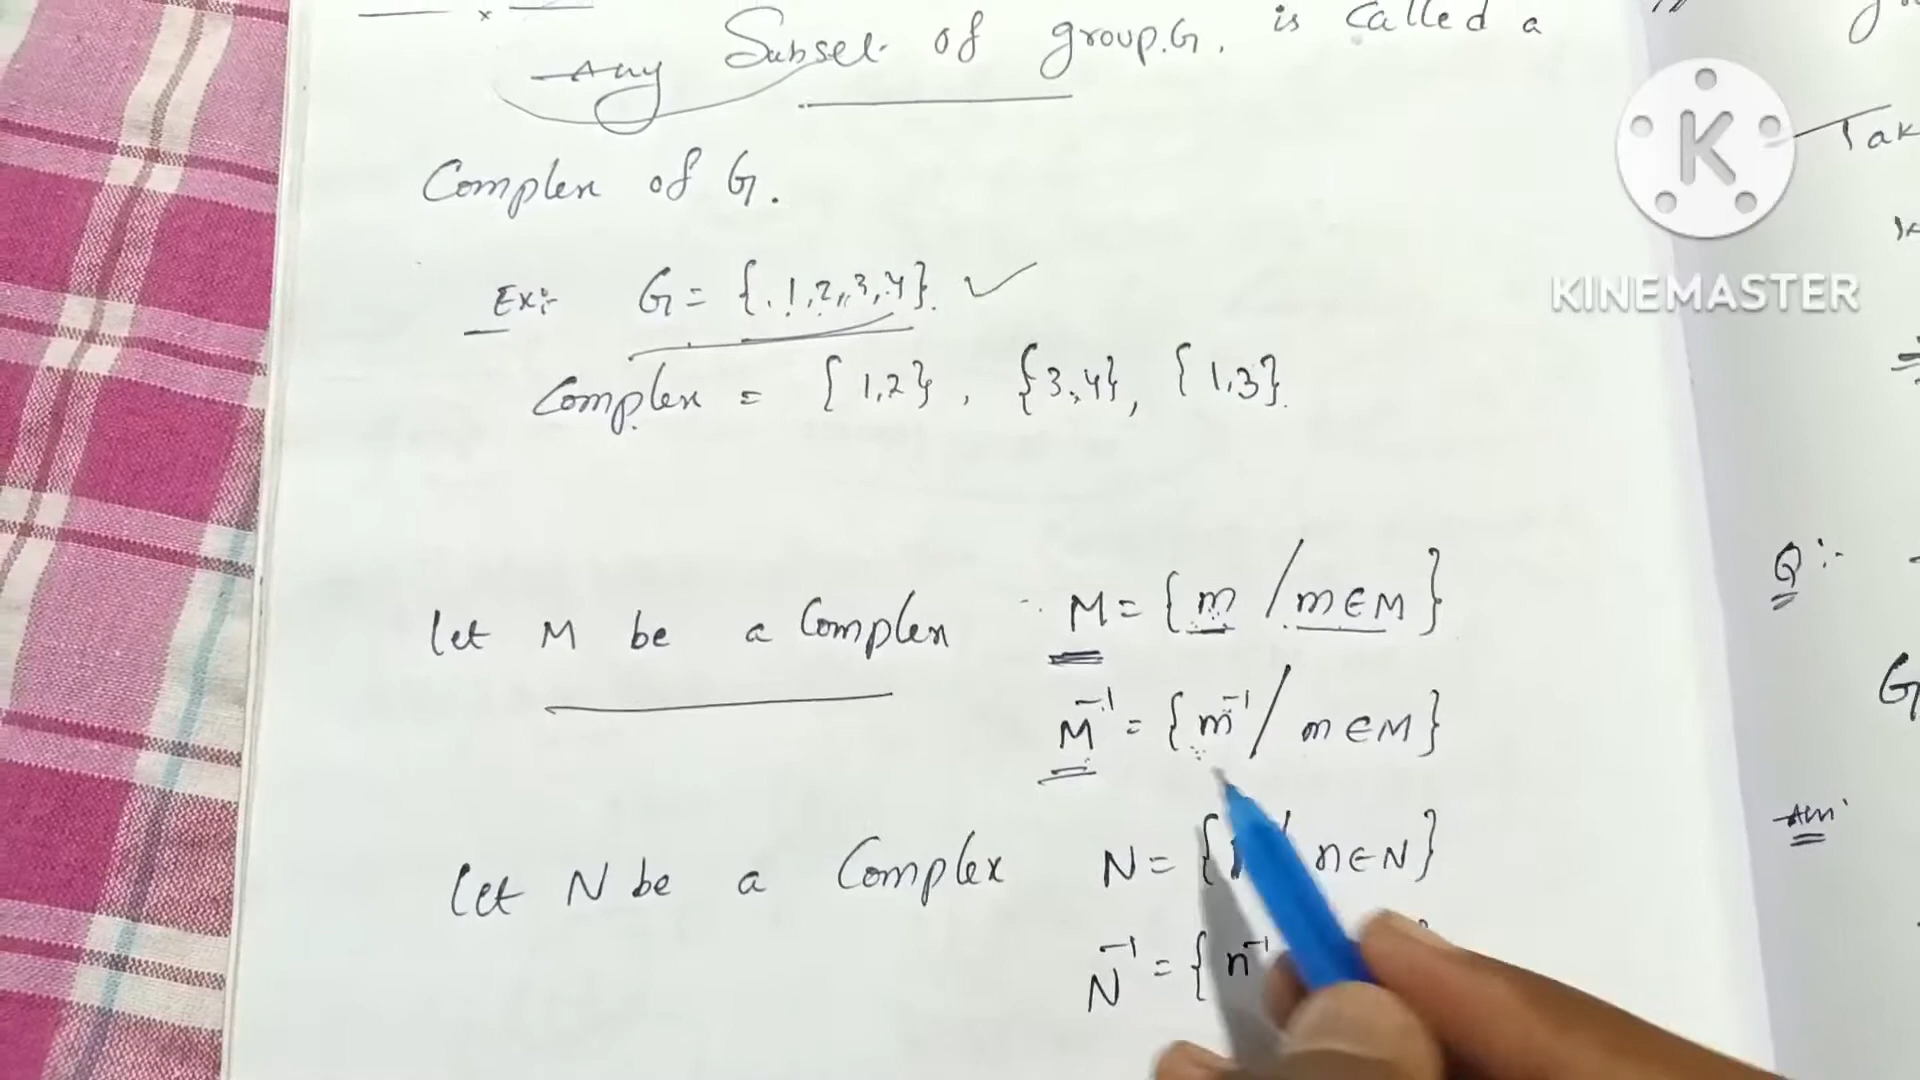 Any Subset of group.G. is called a
Complex of G.
Ex:- G = {1,2,3,4}. ✓
Complex = {1,2}, {3,4}, {1,3}.
Let M be a Complex M = {m / m∈M}
M⁻¹ = {m⁻¹ / m∈M}
Let N be a Complex N = { n∈N}
N⁻¹ = {n⁻¹
KINEMASTER
Q:-
G